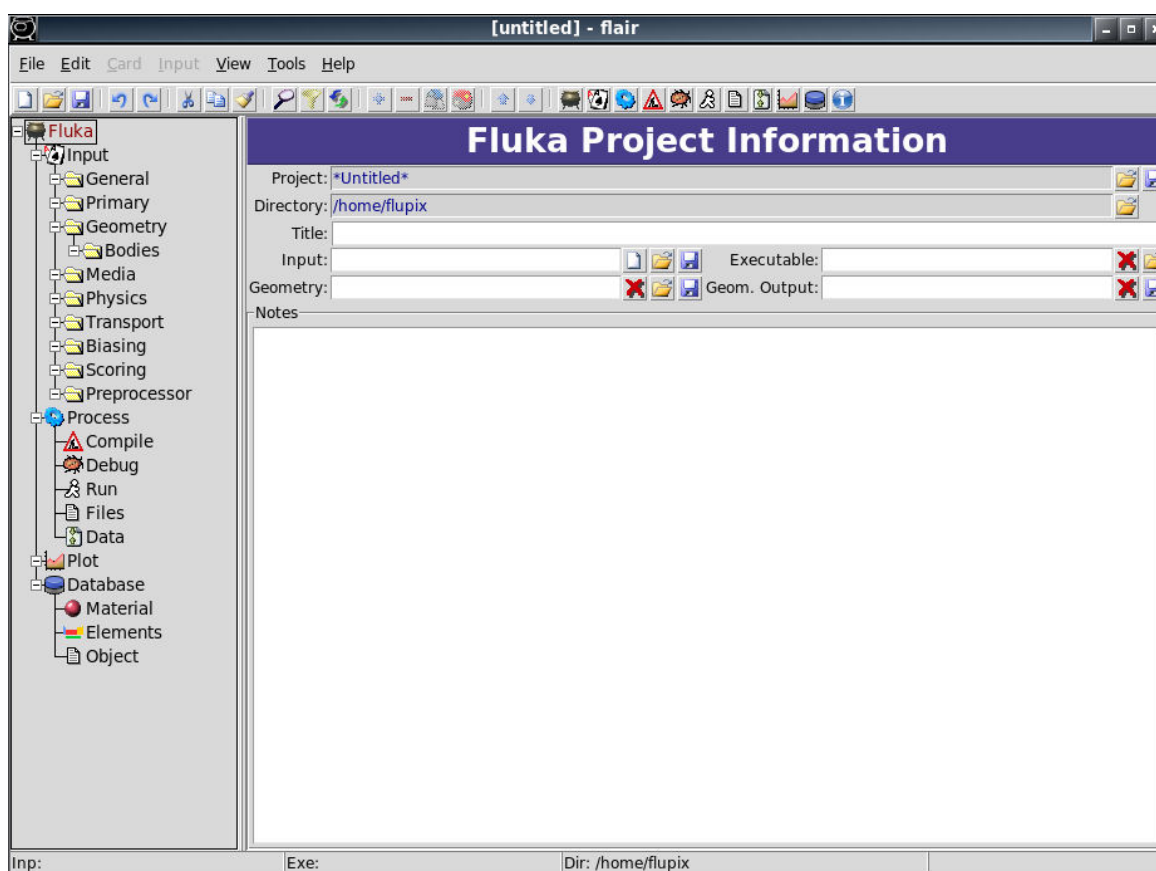 [untitled] - flair
File Edit Card Input View Tools Help
Fluka
Input
General
Primary
Geometry
Bodies
Media
Physics
Transport
Biasing
Scoring
Preprocessor
Process
Compile
Debug
Run
Files
Data
Plot
Database
Material
Elements
Object
Fluka Project Information
Project: *Untitled*
Directory: /home/flupix
Title:
Input: Executable:
Geometry: Geom. Output:
Notes
Inp: Exe: Dir: /home/flupix